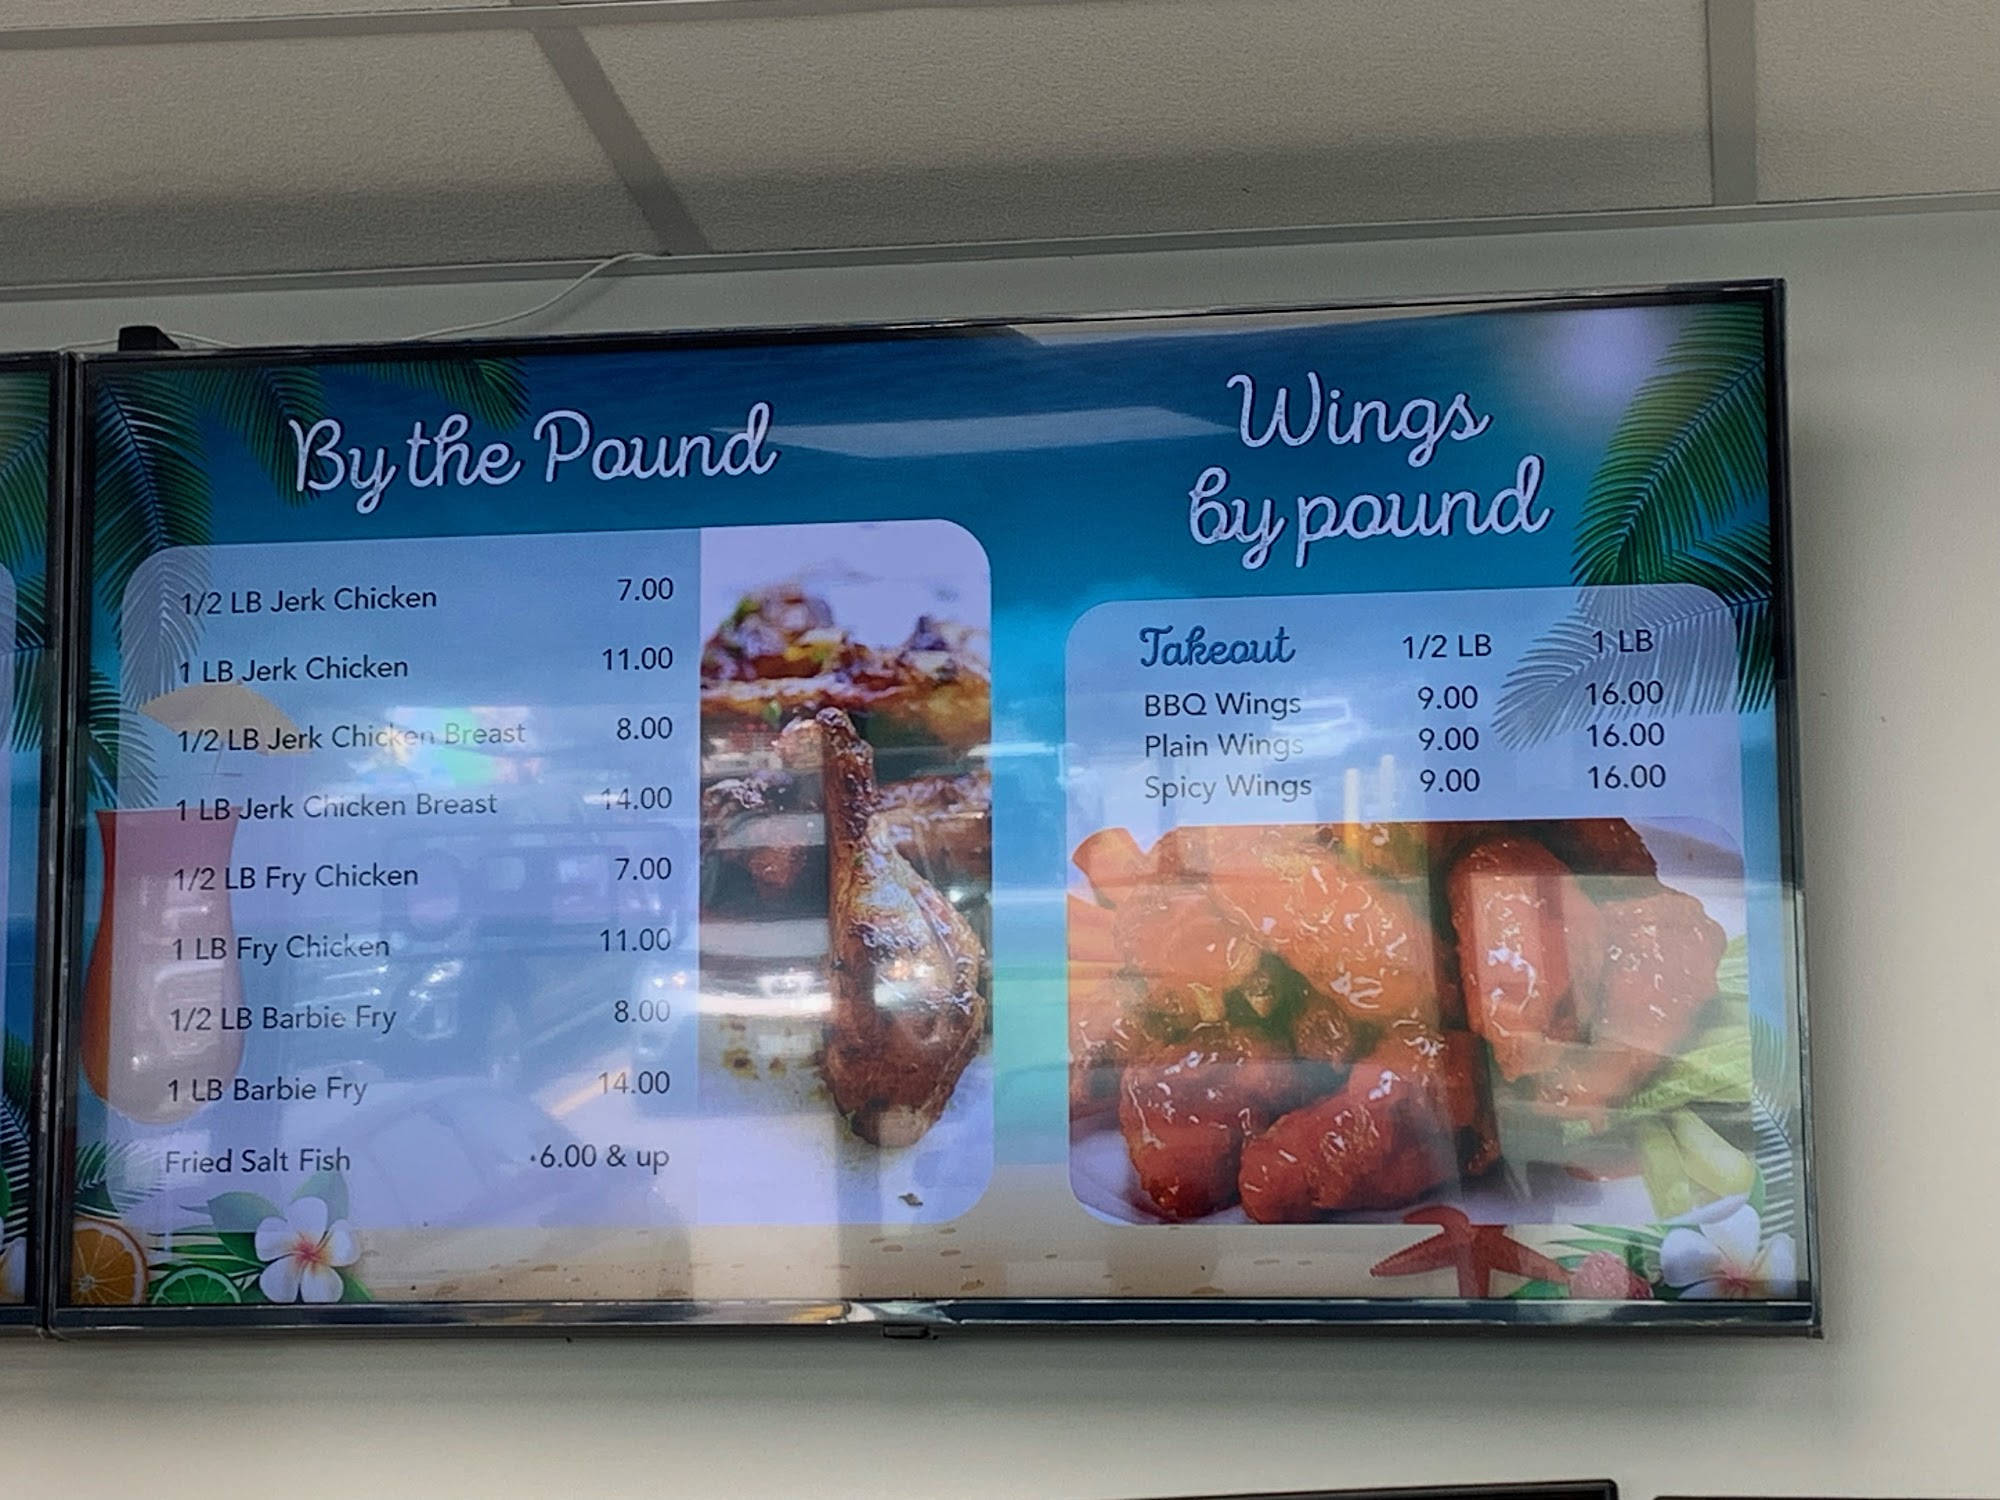 By the Pound
1/2 LB Jerk Chicken 7.00
1 LB Jerk Chicken 11.00
1/2 LB Jerk Chicken Breast 8.00
1 LB Jerk Chicken Breast 14.00
1/2 LB Fry Chicken 7.00
1 LB Fry Chicken 11.00
1/2 LB Barbie Fry 8.00
1 LB Barbie Fry 14.00
Fried Salt Fish 6.00 & up
Wings
by pound
Takeout 1/2 LB 1 LB
BBQ Wings 9.00 16.00
Plain Wings 9.00 16.00
Spicy Wings 9.00 16.00